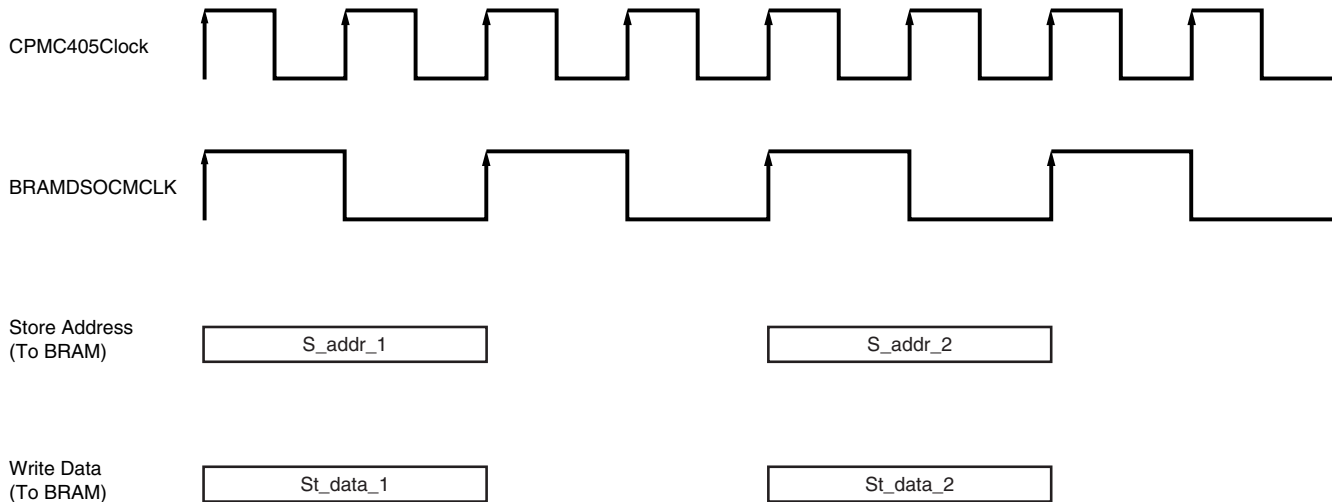 CPMC405Clock
BRAMDSOCMCLK
Store Address
(To BRAM)
S_addr_1
S_addr_2
Write Data
(To BRAM)
St_data_1
St_data_2